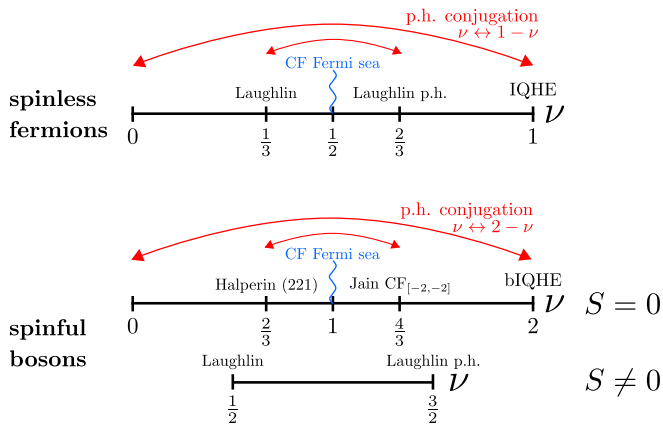 p.h. conjugation
ν ↔ 1 − ν
CF Fermi sea
Laughlin
Laughlin p.h.
IQHE
spinless
fermions
ν
0
1/3
1/2
2/3
1
p.h. conjugation
ν ↔ 2 − ν
CF Fermi sea
Halperin (221)
Jain CF[−2,−2]
bIQHE
ν
S = 0
0
2/3
1
4/3
2
spinful
bosons
Laughlin
Laughlin p.h.
ν
S ≠ 0
1/2
3/2